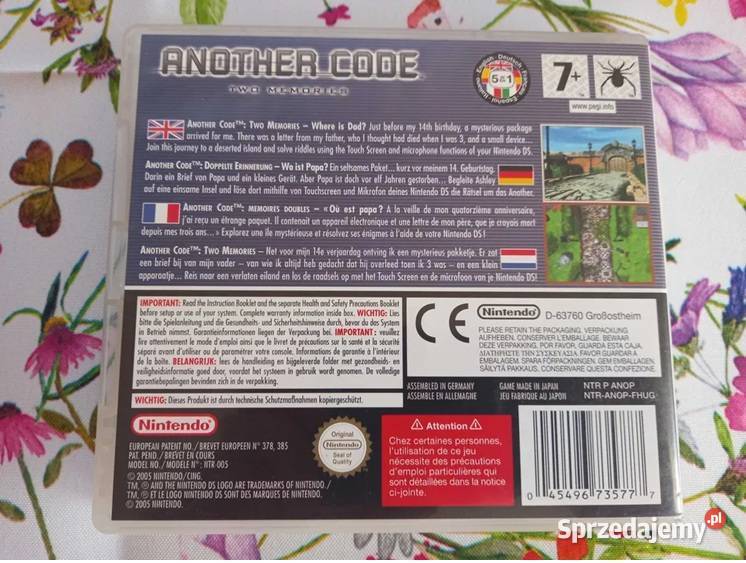 ANOTHER CODE™
TWO MEMORIES
English Deutsch Français Español Italiano
5 in 1
7+
www.pegi.info
ANOTHER CODE™: TWO MEMORIES – Where is Dad? Just before my 14th birthday, a mysterious package
arrived for me. There was a letter from my father, who I thought had died when I was 3, and a small device...
Join this journey to a deserted island and solve riddles using the Touch Screen and microphone functions of your Nintendo DS.
ANOTHER CODE™: DOPPELTE ERINNERUNG – Wo ist Papa? Ein seltsames Paket... kurz vor meinem 14. Geburtstag.
Darin ein Brief von Papa und ein kleines Gerät. Aber Papa ist doch vor elf Jahren gestorben... Begleite Ashley
auf eine einsame Insel und löse dort mithilfe von Touchscreen und Mikrofon deines Nintendo DS die Rätsel um das Another.
ANOTHER CODE™: MEMOIRES DOUBLES – «Où est papa? À la veille de mon quatorzième anniversaire,
j'ai reçu un étrange paquet. Il contenait un appareil électronique et une lettre de mon père, que je croyais mort
depuis mes trois ans... » Explorez une île mystérieuse et résolvez ses énigmes à l'aide de votre Nintendo DS!
ANOTHER CODE™: TWO MEMORIES – Net voor mijn 14e verjaardag ontving ik een mysterieus pakketje. Er zat
een brief bij van mijn vader – van wie ik altijd heb gedacht dat hij overleed toen ik 3 was – en een klein
apparaatje... Reis naar een verlaten eiland en los de raadsels op met het Touch Screen en de microfoon van je Nintendo DS!
IMPORTANT: Read the Instruction Booklet and the separate Health and Safety Precautions Booklet
before setup or use of your system. Complete warranty information inside box. WICHTIG: Lies
bitte die Spielanleitung und die Gesundheits- und Sicherheitshinweise durch, bevor du das System
in Betrieb nimmst. Garantieinformationen liegen der Verpackung bei. IMPORTANT: veuillez
lire attentivement le mode d'emploi ainsi que le livret de précautions sur la santé et la sécurité
séparé avant d'utiliser ou de paramétrer votre console. Informations de garantie à l'intérieur
de la boîte. BELANGRIJK: lees de handleiding en bijgeleverde folder met gezondheids- en
veiligheidsinformatie goed door, voordat het systeem in gebruik wordt genomen. De volledige
garantiebepalingen bevinden zich in de verpakking.
WICHTIG: Dieses Produkt ist durch technische Schutzmaßnahmen kopiergeschützt.
CE
Nintendo D-63760 Großostheim
PLEASE RETAIN THE PACKAGING. VERPACKUNG
AUFHEBEN. CONSERVER L'EMBALLAGE. BEWAAR
DEZE VERPAKKING. POR FAVOR, GUARDA ESTA CAJA.
ΔΙΑΤΗΡΗΣΤΕ ΤΗΝ ΣΥΣΚΕΥΑΣΙΑ. FAVOR GUARDAR A
EMBALAGEM. SPARA FÖRPACKNINGEN. GEM EMBALLAGEN.
SÄILYTÄ PAKKAUS. CONSERVARE QUESTA CONFEZIONE.
ASSEMBLED IN GERMANY
ASSEMBLE EN ALLEMAGNE
GAME MADE IN JAPAN
JEU FABRIQUE AU JAPON
NTR P ANOP
NTR-ANOP-FHUG
Nintendo
EUROPEAN PATENT NO./BREVET EUROPEEN N° 378, 385
PAT. PEND./BREVET EN COURS
MODEL NO./MODELE N°: NTR-005
© 2005 NINTENDO/CING.
TM, ® AND THE NINTENDO DS LOGO ARE TRADEMARKS OF NINTENDO./
TM, ® ET LE LOGO NINTENDO DS SONT DES MARQUES DE NINTENDO.
© 2005 NINTENDO.
Original
Nintendo
Seal of
Quality
Attention
Chez certaines personnes,
l'utilisation de ce jeu
nécessite des précautions
d'emploi particulières qui
sont détaillées dans la notice
ci-jointe.
0 45496 73577 7
Sprzedajemy.pl